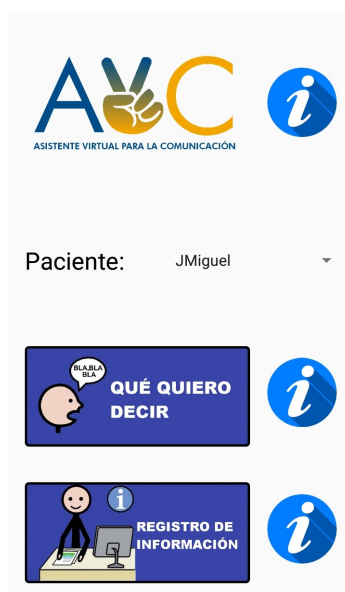 AVC
ASISTENTE VIRTUAL PARA LA COMUNICACIÓN
i
Paciente: JMiguel
BLA,BLA
BLA
QUÉ QUIERO
DECIR
i
i
REGISTRO DE
INFORMACIÓN
i